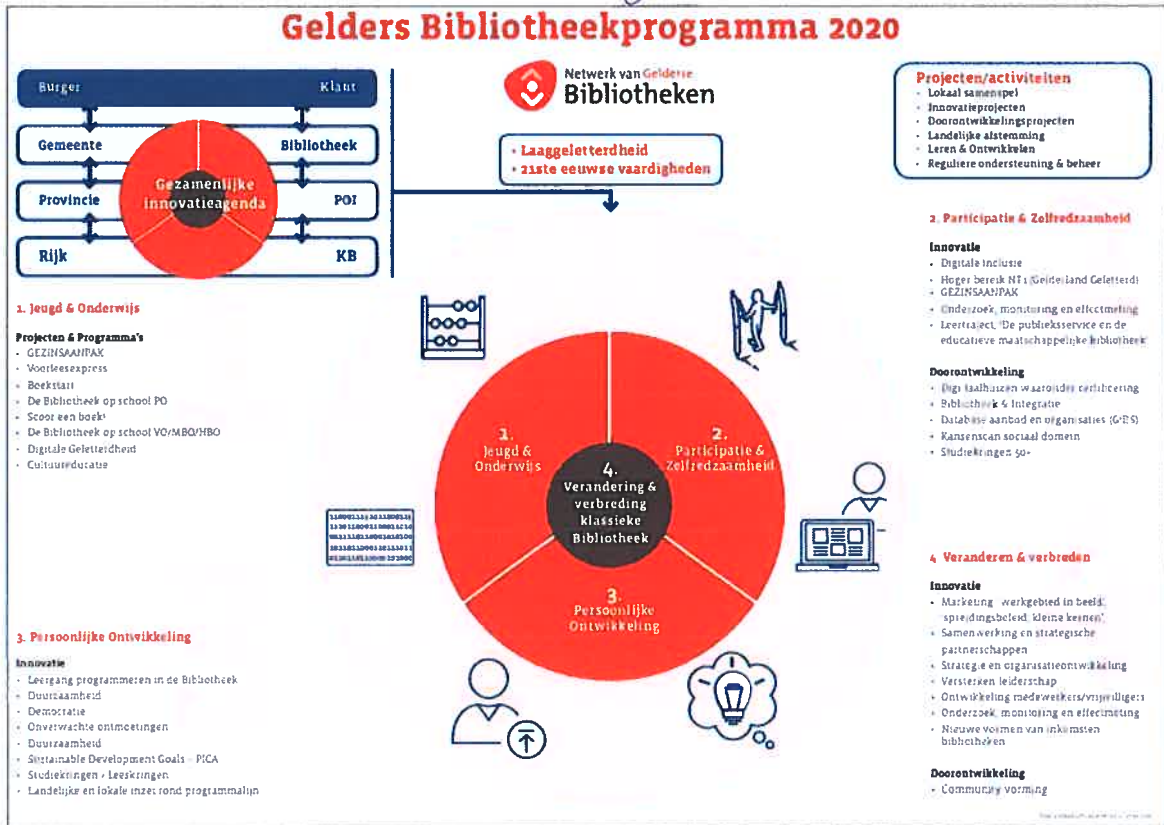 Gelders Bibliotheekprogramma 2020
Burger
Klant
Gemeente
Bibliotheek
Provincie
POI
Rijk
KB
Gezamenlijke
innovatieagenda
Netwerk van Gelderse
Bibliotheken
• Laaggeletterdheid
• 21ste eeuwse vaardigheden
Projecten/activiteiten
• Lokaal samenspel
• Innovatieprojecten
• Doorontwikkelingsprojecten
• Landelijke afstemming
• Leren & Ontwikkelen
• Reguliere ondersteuning & beheer
1. Jeugd & Onderwijs
Projecten & Programma's
• GEZINSAANPAK
• Voorleesexpress
• Boekstart
• De Bibliotheek op school PO
• Scoor een boek!
• De Bibliotheek op school VO/MBO/HBO
• Digitale Geletterdheid
• Cultuureducatie
2. Participatie & Zelfredzaamheid
Innovatie
• Digitale inclusie
• Hoger bereik NT1 (Gelderland Geletterd)
• GEZINSAANPAK
• Onderzoek, monitoring en effectmeting
• Leertraject, 'De publieksservice en de
educatieve maatschappelijke bibliotheek
Doorontwikkeling
• Digi-taalhuizen waaronder certificering
• Bibliotheek & Integratie
• Database aanbod en organisaties (GIDS)
• Kansenscan sociaal domein
• Studiekringen 50+
1.
Jeugd &
Onderwijs
2.
Participatie &
Zelfredzaamheid
4.
Verandering &
verbreding
klassieke
Bibliotheek
3.
Persoonlijke
Ontwikkeling
3. Persoonlijke Ontwikkeling
Innovatie
• Leergang programmeren in de Bibliotheek
• Duurzaamheid
• Democratie
• Onverwachte ontmoetingen
• Duurzaamheid
• Sustainable Development Goals - PICA
• Studiekringen + Leeskringen
• Landelijke en lokale inzet rond programmalijn
4 Veranderen & verbreden
Innovatie
• Marketing 'werkgebied in beeld',
'spreidingsbeleid, kleine kernen',
• Samenwerking en strategische
partnerschappen
• Strategie en organisatieontwikkeling
• Versterken leiderschap
• Ontwikkeling medewerkers/vrijwilligers
• Onderzoek, monitoring en effectmeting
• Nieuwe vormen van inkomsten
bibliotheken
Doorontwikkeling
• Community vorming